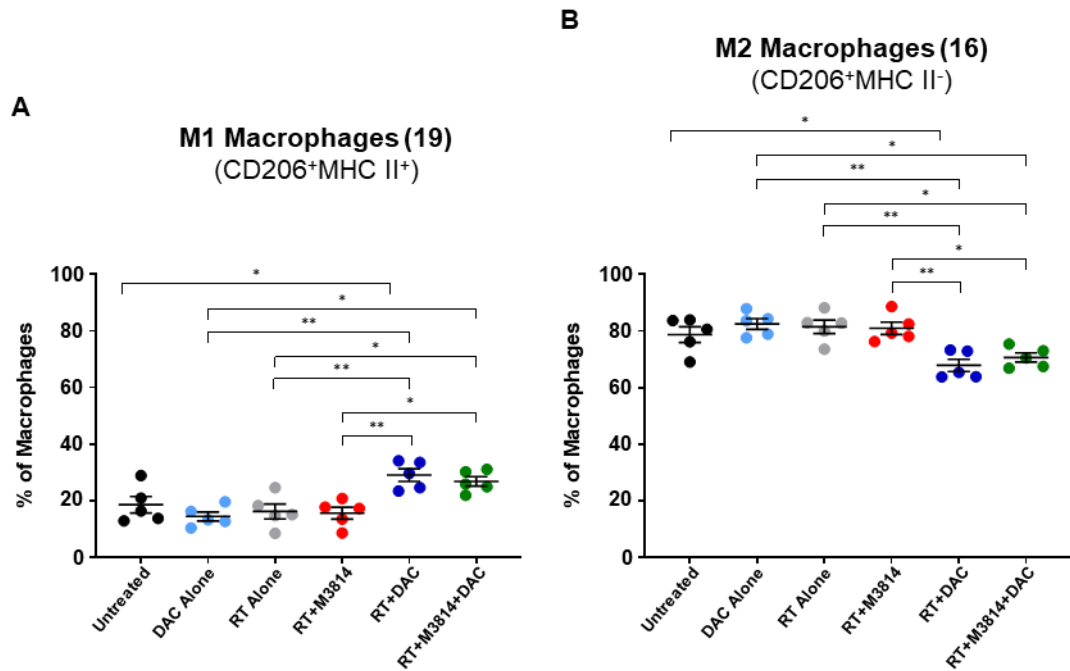 A
M1 Macrophages (19)
(CD206⁺MHC II⁺)
*
*
**
*
**
*
**
% of Macrophages
100
80
60
40
20
0
Untreated
DAC Alone
RT Alone
RT+M3814
RT+DAC
RT+M3814+DAC
B
M2 Macrophages (16)
(CD206⁺MHC II⁻)
*
*
**
*
**
*
**
% of Macrophages
100
80
60
40
20
0
Untreated
DAC Alone
RT Alone
RT+M3814
RT+DAC
RT+M3814+DAC